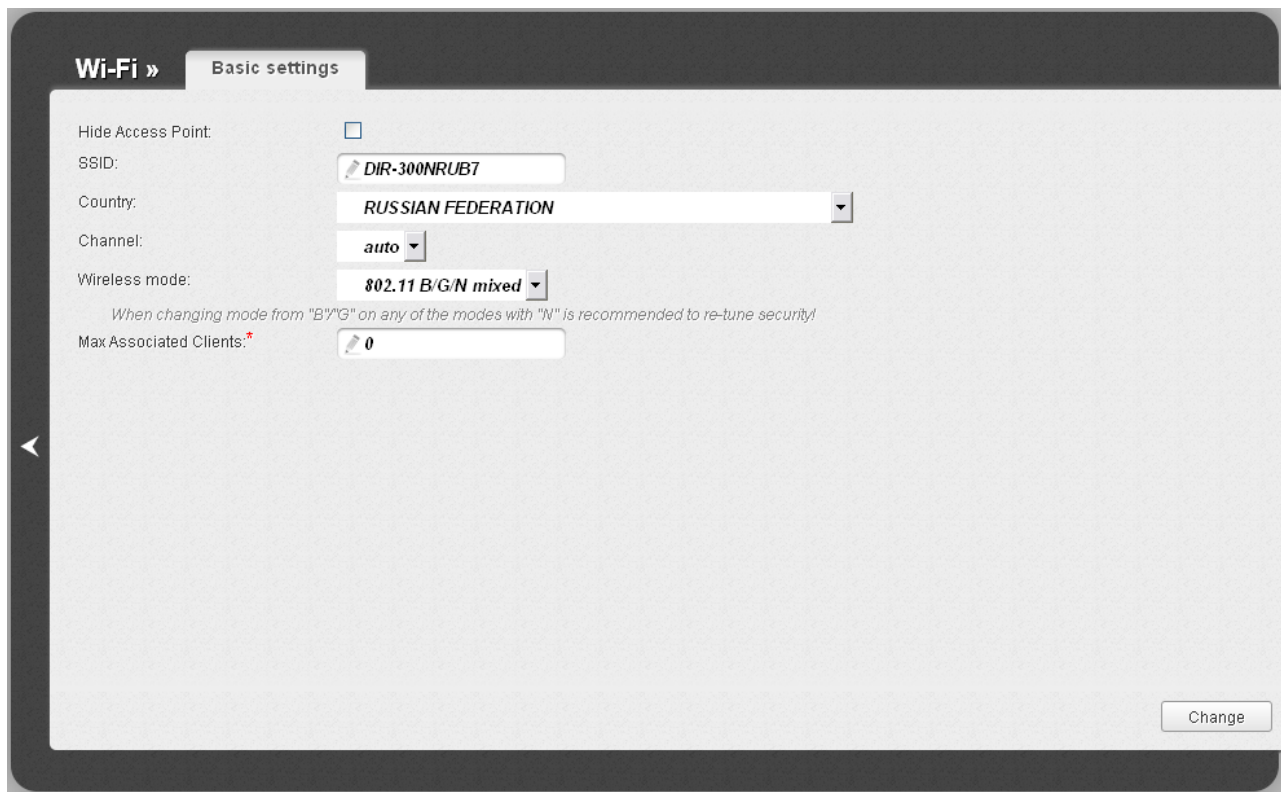 Wi-Fi » Basic settings
Hide Access Point:
SSID: DIR-300NRUB7
Country: RUSSIAN FEDERATION
Channel: auto
Wireless mode: 802.11 B/G/N mixed
When changing mode from "B"/"G" on any of the modes with "N" is recommended to re-tune security!
Max Associated Clients:* 0
Change